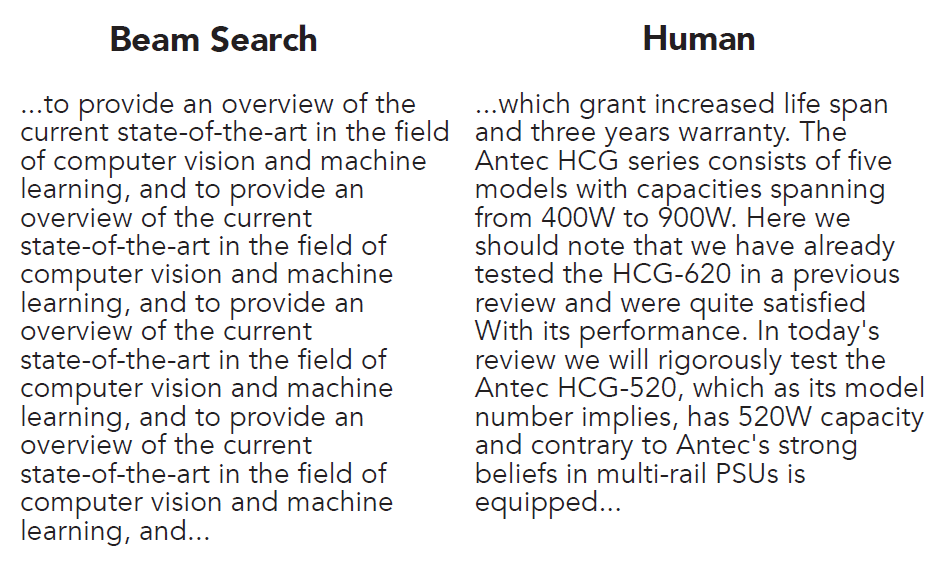 Beam Search
...to provide an overview of the
current state-of-the-art in the field
of computer vision and machine
learning, and to provide an
overview of the current
state-of-the-art in the field of
computer vision and machine
learning, and to provide an
overview of the current
state-of-the-art in the field of
computer vision and machine
learning, and to provide an
overview of the current
state-of-the-art in the field of
computer vision and machine
learning, and...
Human
...which grant increased life span
and three years warranty. The
Antec HCG series consists of five
models with capacities spanning
from 400W to 900W. Here we
should note that we have already
tested the HCG-620 in a previous
review and were quite satisfied
With its performance. In today's
review we will rigorously test the
Antec HCG-520, which as its model
number implies, has 520W capacity
and contrary to Antec's strong
beliefs in multi-rail PSUs is
equipped...